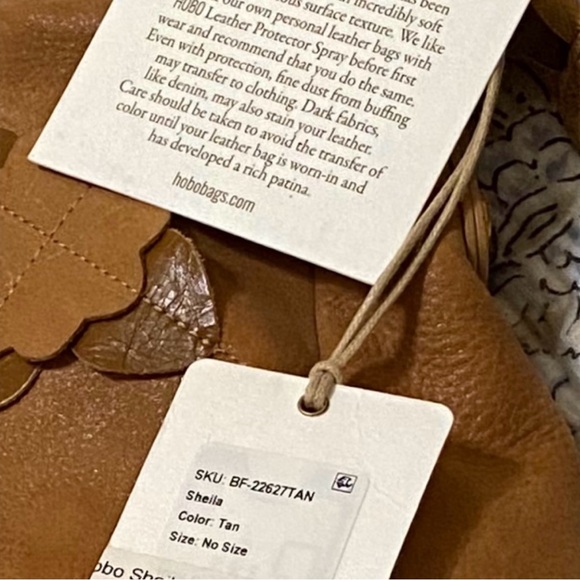 has been
incredibly soft
surface texture. We like
our own personal leather bags with
HOBO Leather Protector Spray before first
wear and recommend that you do the same.
Even with protection, fine dust from buffing
may transfer to clothing. Dark fabrics,
like denim, may also stain your leather.
Care should be taken to avoid the transfer of
color until your leather bag is worn-in and
has developed a rich patina.
hobobags.com
SKU: BF-22627TAN
Sheila
Color: Tan
Size: No Size